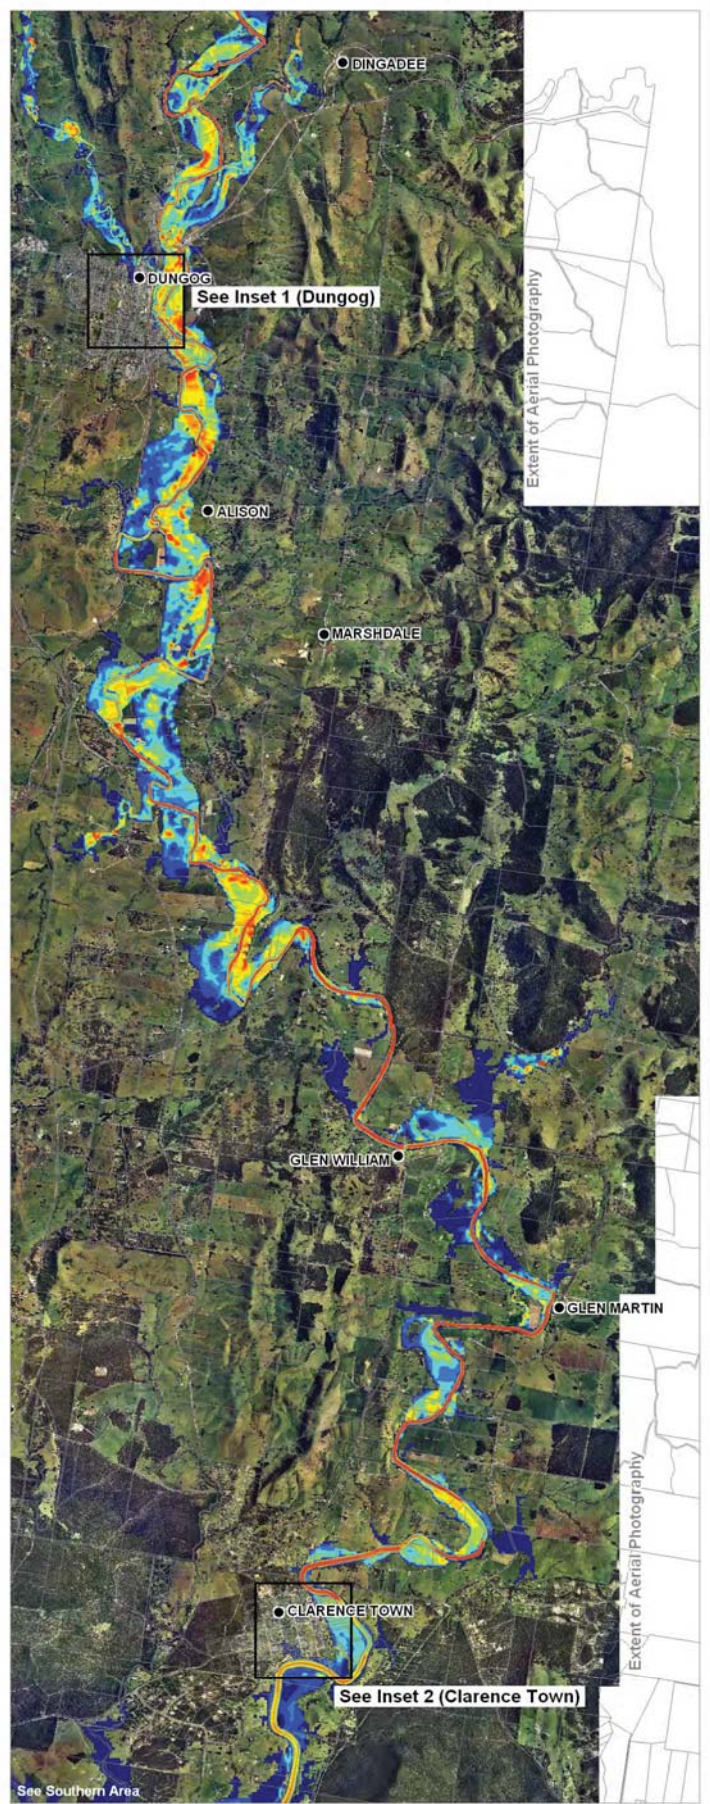 DINGADEE
DUNGOG
See Inset 1 (Dungog)
Extent of Aerial Photography
ALISON
MARSHDALE
GLEN WILLIAM
GLEN MARTIN
Extent of Aerial Photography
CLARENCE TOWN
See Inset 2 (Clarence Town)
See Southern Area